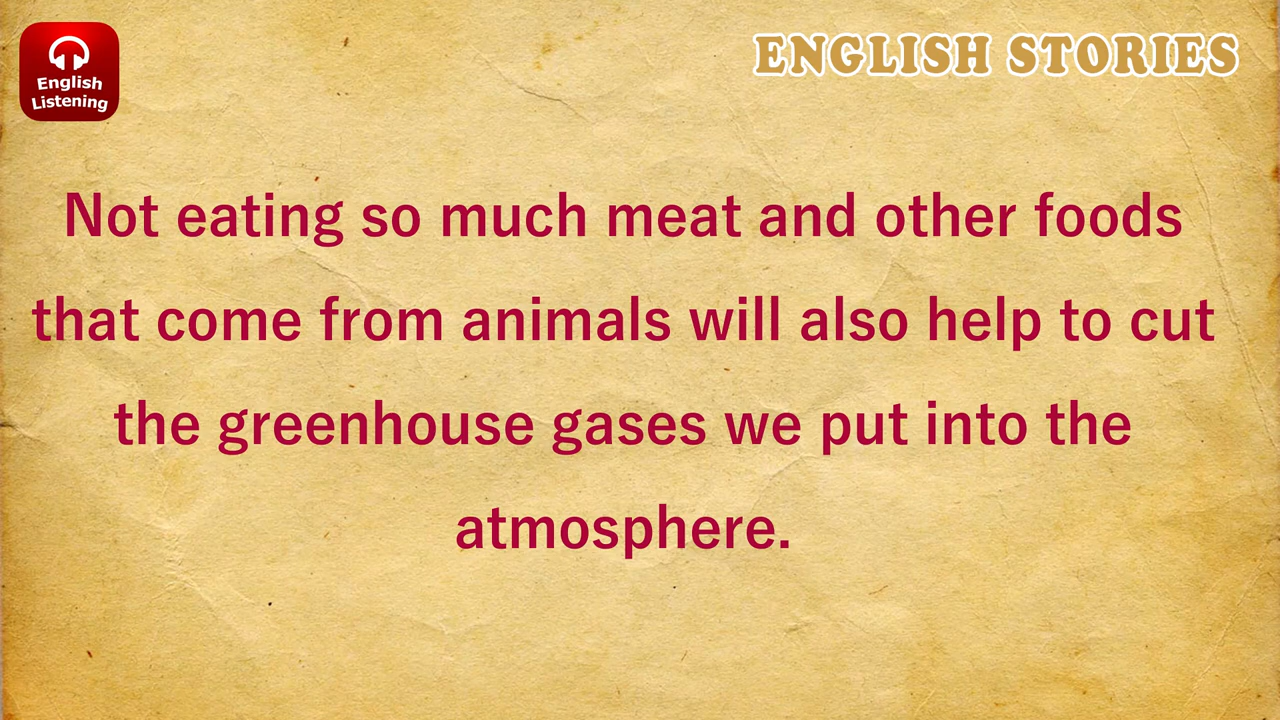 English
Listening
ENGLISH STORIES
Not eating so much meat and other foods
that come from animals will also help to cut
the greenhouse gases we put into the
atmosphere.